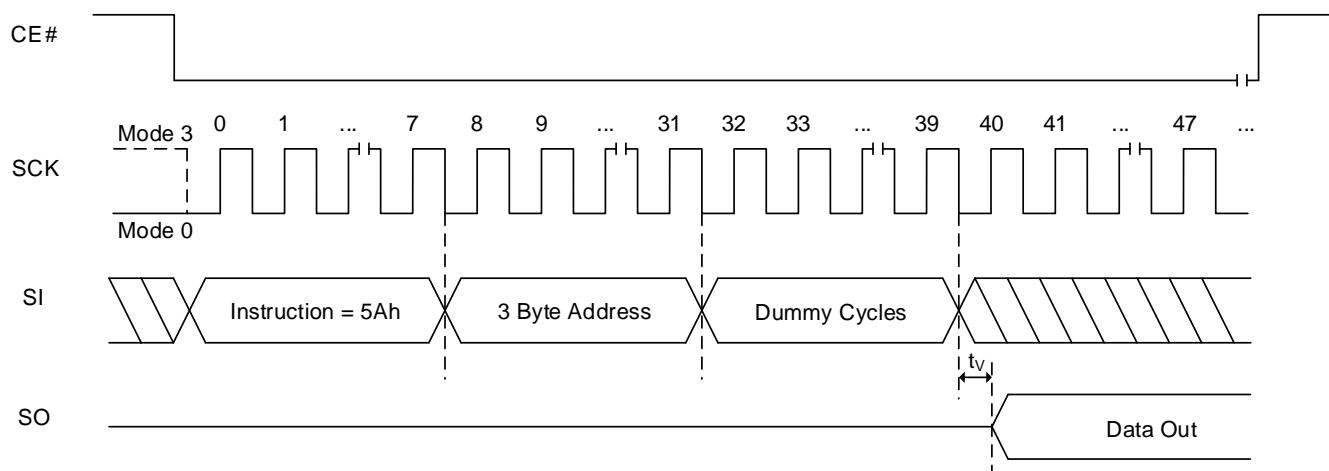 CE#
0 1 ... 7 8 9 ... 31 32 33 ... 39 40 41 ... 47 ...
Mode 3
SCK
Mode 0
SI
Instruction = 5Ah
3 Byte Address
Dummy Cycles
tV
SO
Data Out